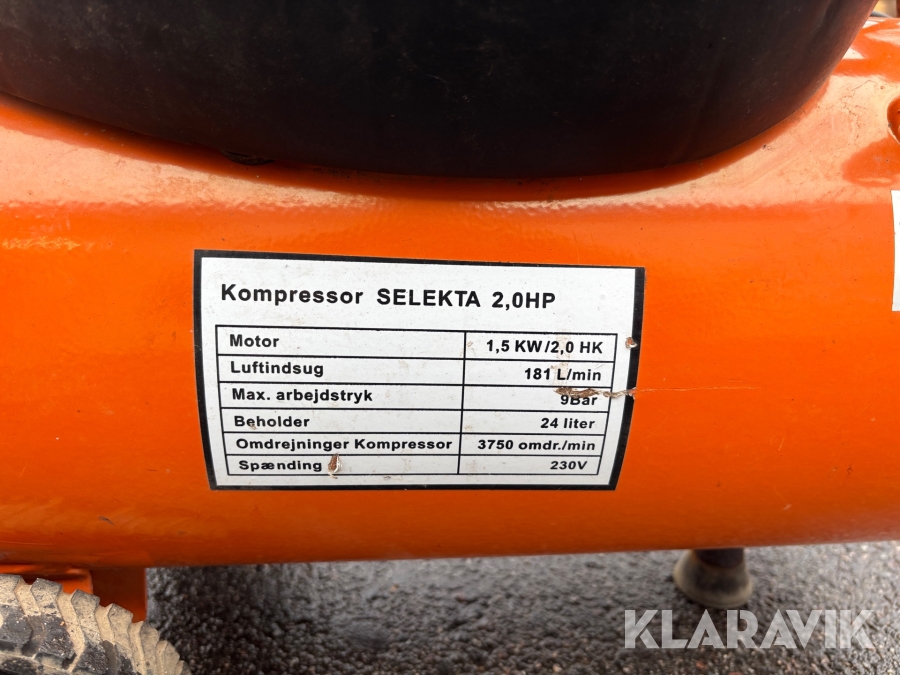 Kompressor SELEKTA 2,0HP
Motor 1,5 KW/2,0 HK
Luftindsug 181 L/min
Max. arbejdstryk 9Bar
Beholder 24 liter
Omdrejninger Kompressor 3750 omdr./min
Spænding 230V
KLARAVIK